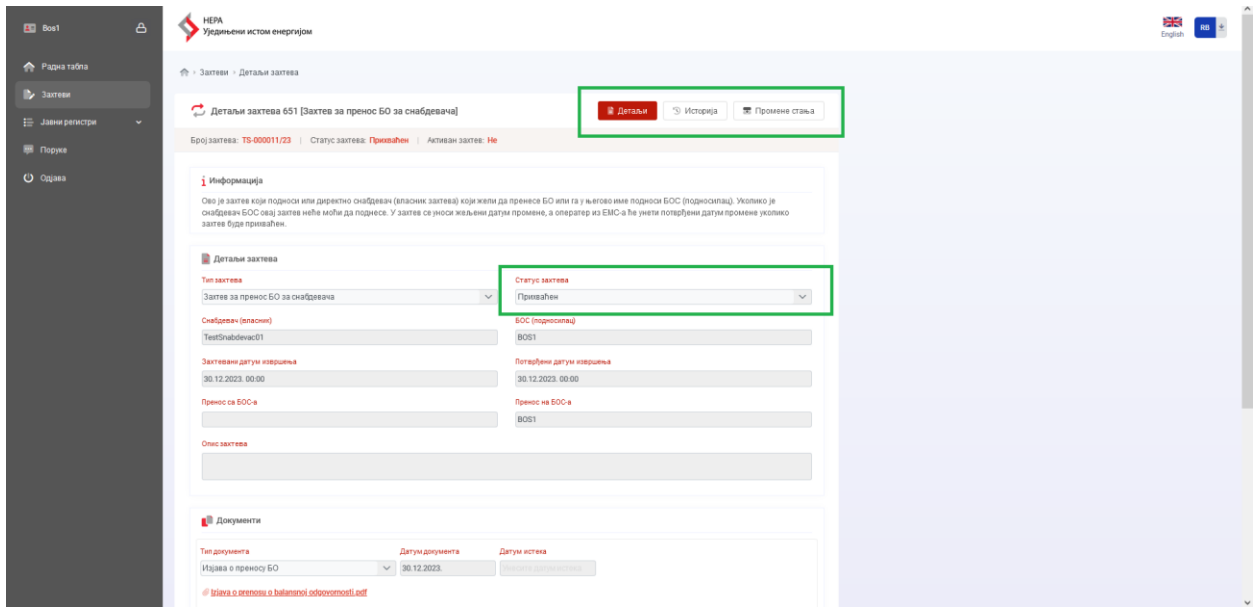 Bos1
Радна табла
Захтеви
Јавни регистри
Поруке
Одјава
НЕРА
Уједињени истом енергијом
English
RB
Захтеви > Детаљи захтева
Детаљи захтева 651 [Захтев за пренос БО за снабдевача]
Детаљи
Историја
Промене стања
Број захтева: TS-000011/23 | Статус захтева: Прихваћен | Активан захтев: Не
Информација
Ово је захтев који подноси или директно снабдевач (власник захтева) који жели да пренесе БО или га у његово име подноси БОС (подносилац). Уколико је
снабдевач БОС овај захтев неће моћи да поднесе. У захтев се уноси жељени датум промене, а оператер из ЕМС-а ће унети потврђени датум промене уколико
захтев буде прихваћен.
Детаљи захтева
Тип захтева
Статус захтева
Захтев за пренос БО за снабдевача
Прихваћен
Снабдевач (власник)
БОС (подносилац)
TestSnabdevac01
BOS1
Захтевани датум извршења
Потврђени датум извршења
30.12.2023. 00:00
30.12.2023. 00:00
Пренос са БОС-а
Пренос на БОС-а
BOS1
Опис захтева
Документи
Тип документа
Датум документа
Датум истека
Изјава о преносу БО
30.12.2023.
Izjava o prenosu o balansnoj odgovornosti.pdf